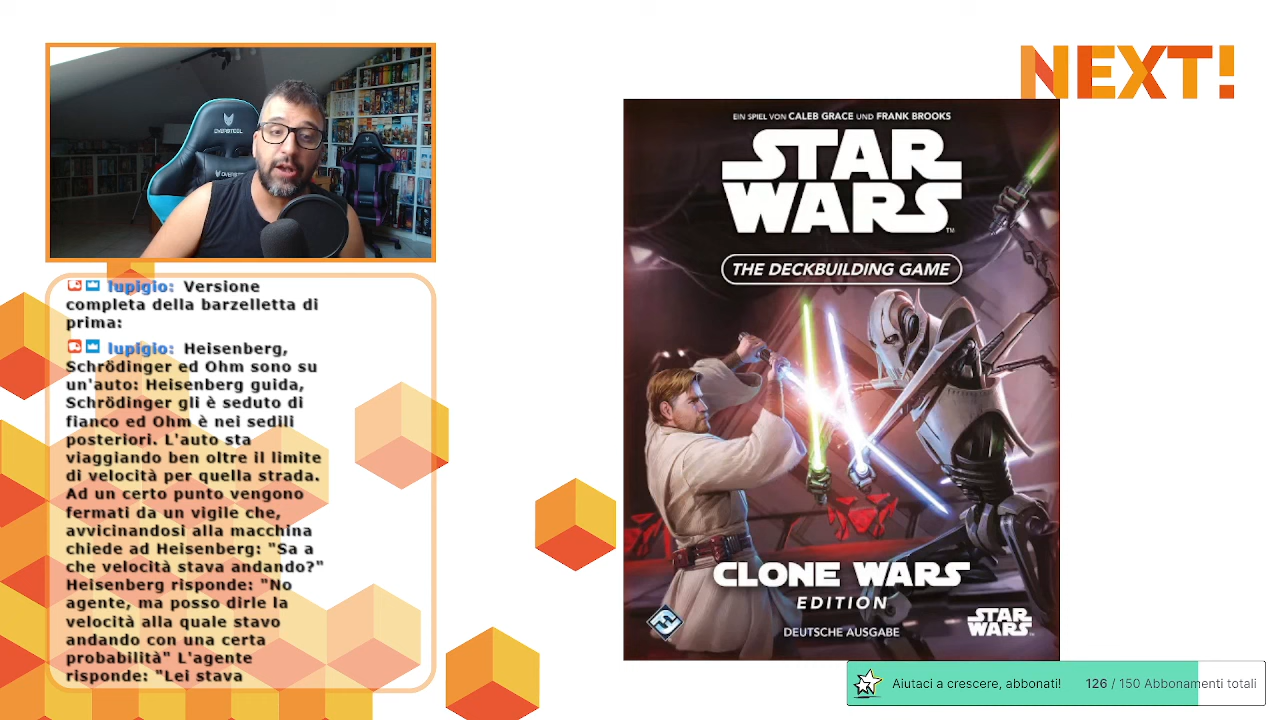 NEXT!
OVERSTEEL
EIN SPIEL VON CALEB GRACE UND FRANK BROOKS
STAR
WARS
TM
THE DECKBUILDING GAME
CLONE WARS
EDITION
DEUTSCHE AUSGABE
STAR
WARS
lupigio: Versione
completa della barzelletta di
prima:
lupigio: Heisenberg,
Schrödinger ed Ohm sono su
un'auto: Heisenberg guida,
Schrödinger gli è seduto di
fianco ed Ohm è nei sedili
posteriori. L'auto sta
viaggiando ben oltre il limite
di velocità per quella strada.
Ad un certo punto vengono
fermati da un vigile che,
avvicinandosi alla macchina
chiede ad Heisenberg: "Sa a
che velocità stava andando?"
Heisenberg risponde: "No
agente, ma posso dirle la
velocità alla quale stavo
andando con una certa
probabilità" L'agente
risponde: "Lei stava
Aiutaci a crescere, abbonati! 126 / 150 Abbonamenti totali